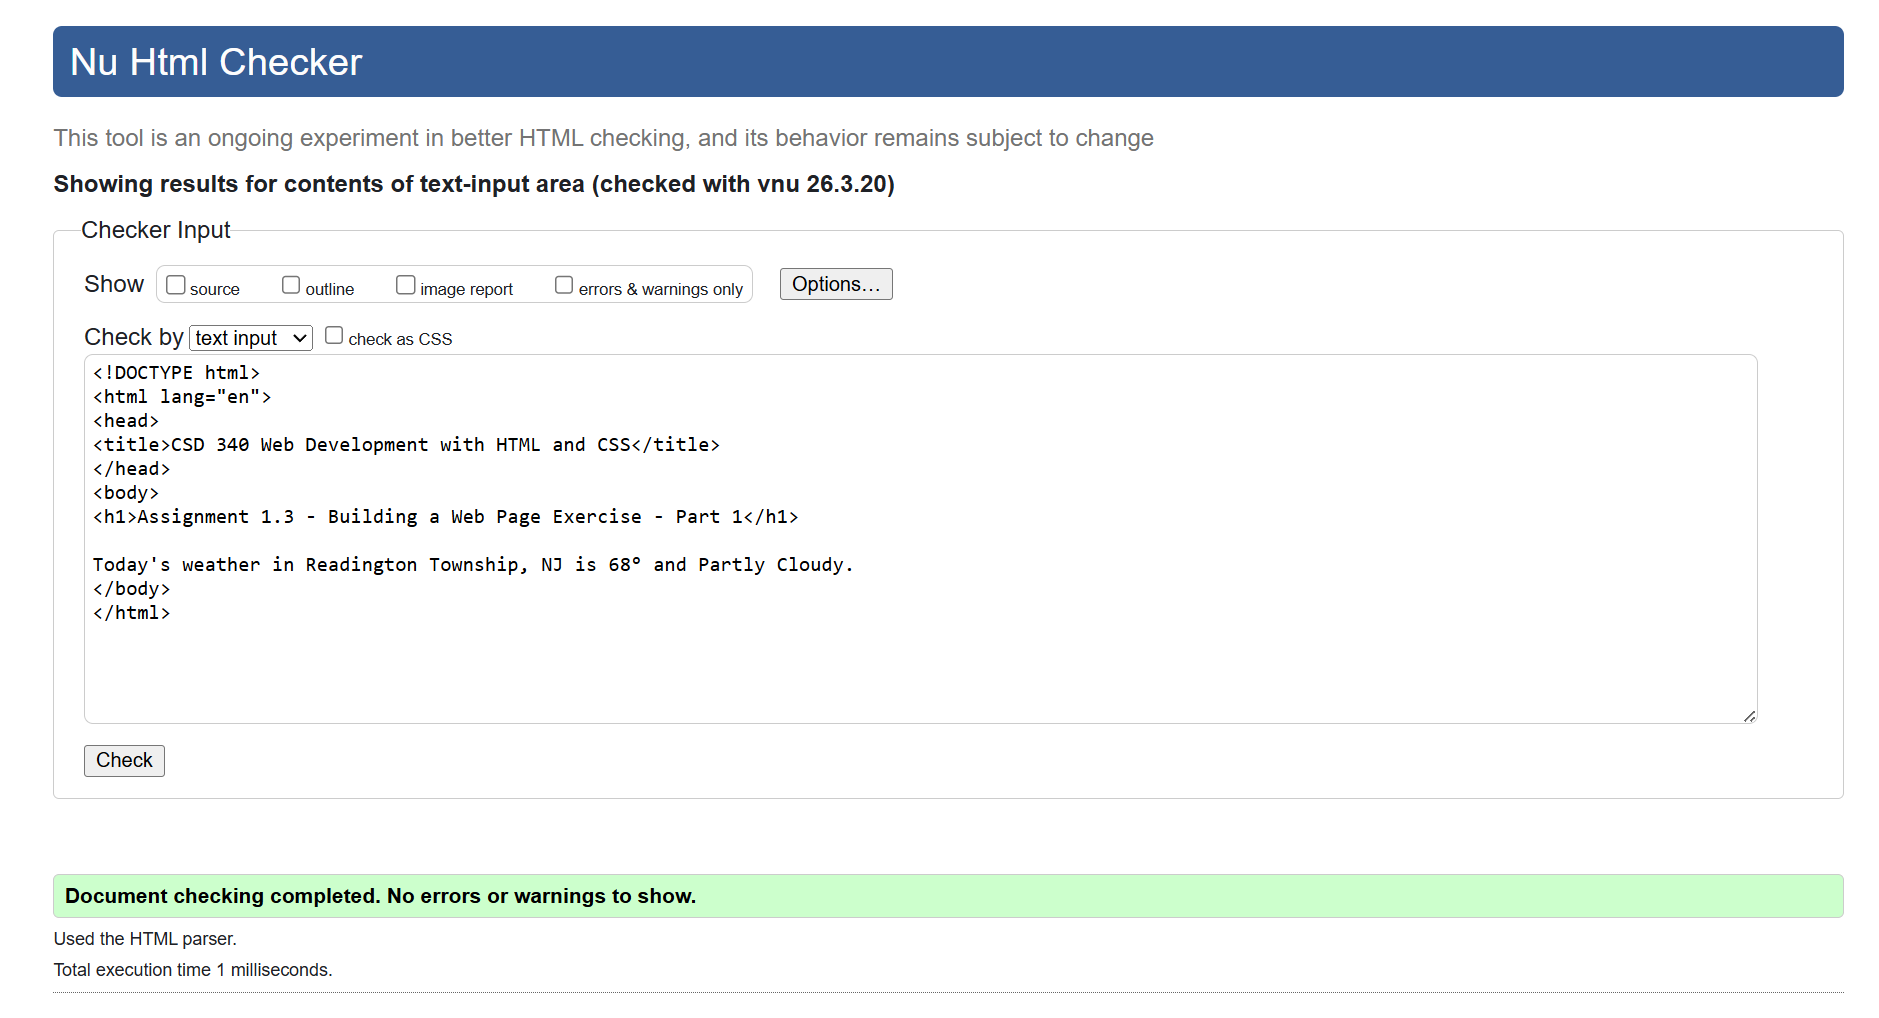 Nu Html Checker
This tool is an ongoing experiment in better HTML checking, and its behavior remains subject to change
Showing results for contents of text-input area (checked with vnu 26.3.20)
Checker Input
Show source outline image report errors & warnings only Options...
Check by text input check as CSS
<!DOCTYPE html>
<html lang="en">
<head>
<title>CSD 340 Web Development with HTML and CSS</title>
</head>
<body>
<h1>Assignment 1.3 - Building a Web Page Exercise - Part 1</h1>
Today's weather in Readington Township, NJ is 68° and Partly Cloudy.
</body>
</html>
Check
Document checking completed. No errors or warnings to show.
Used the HTML parser.
Total execution time 1 milliseconds.